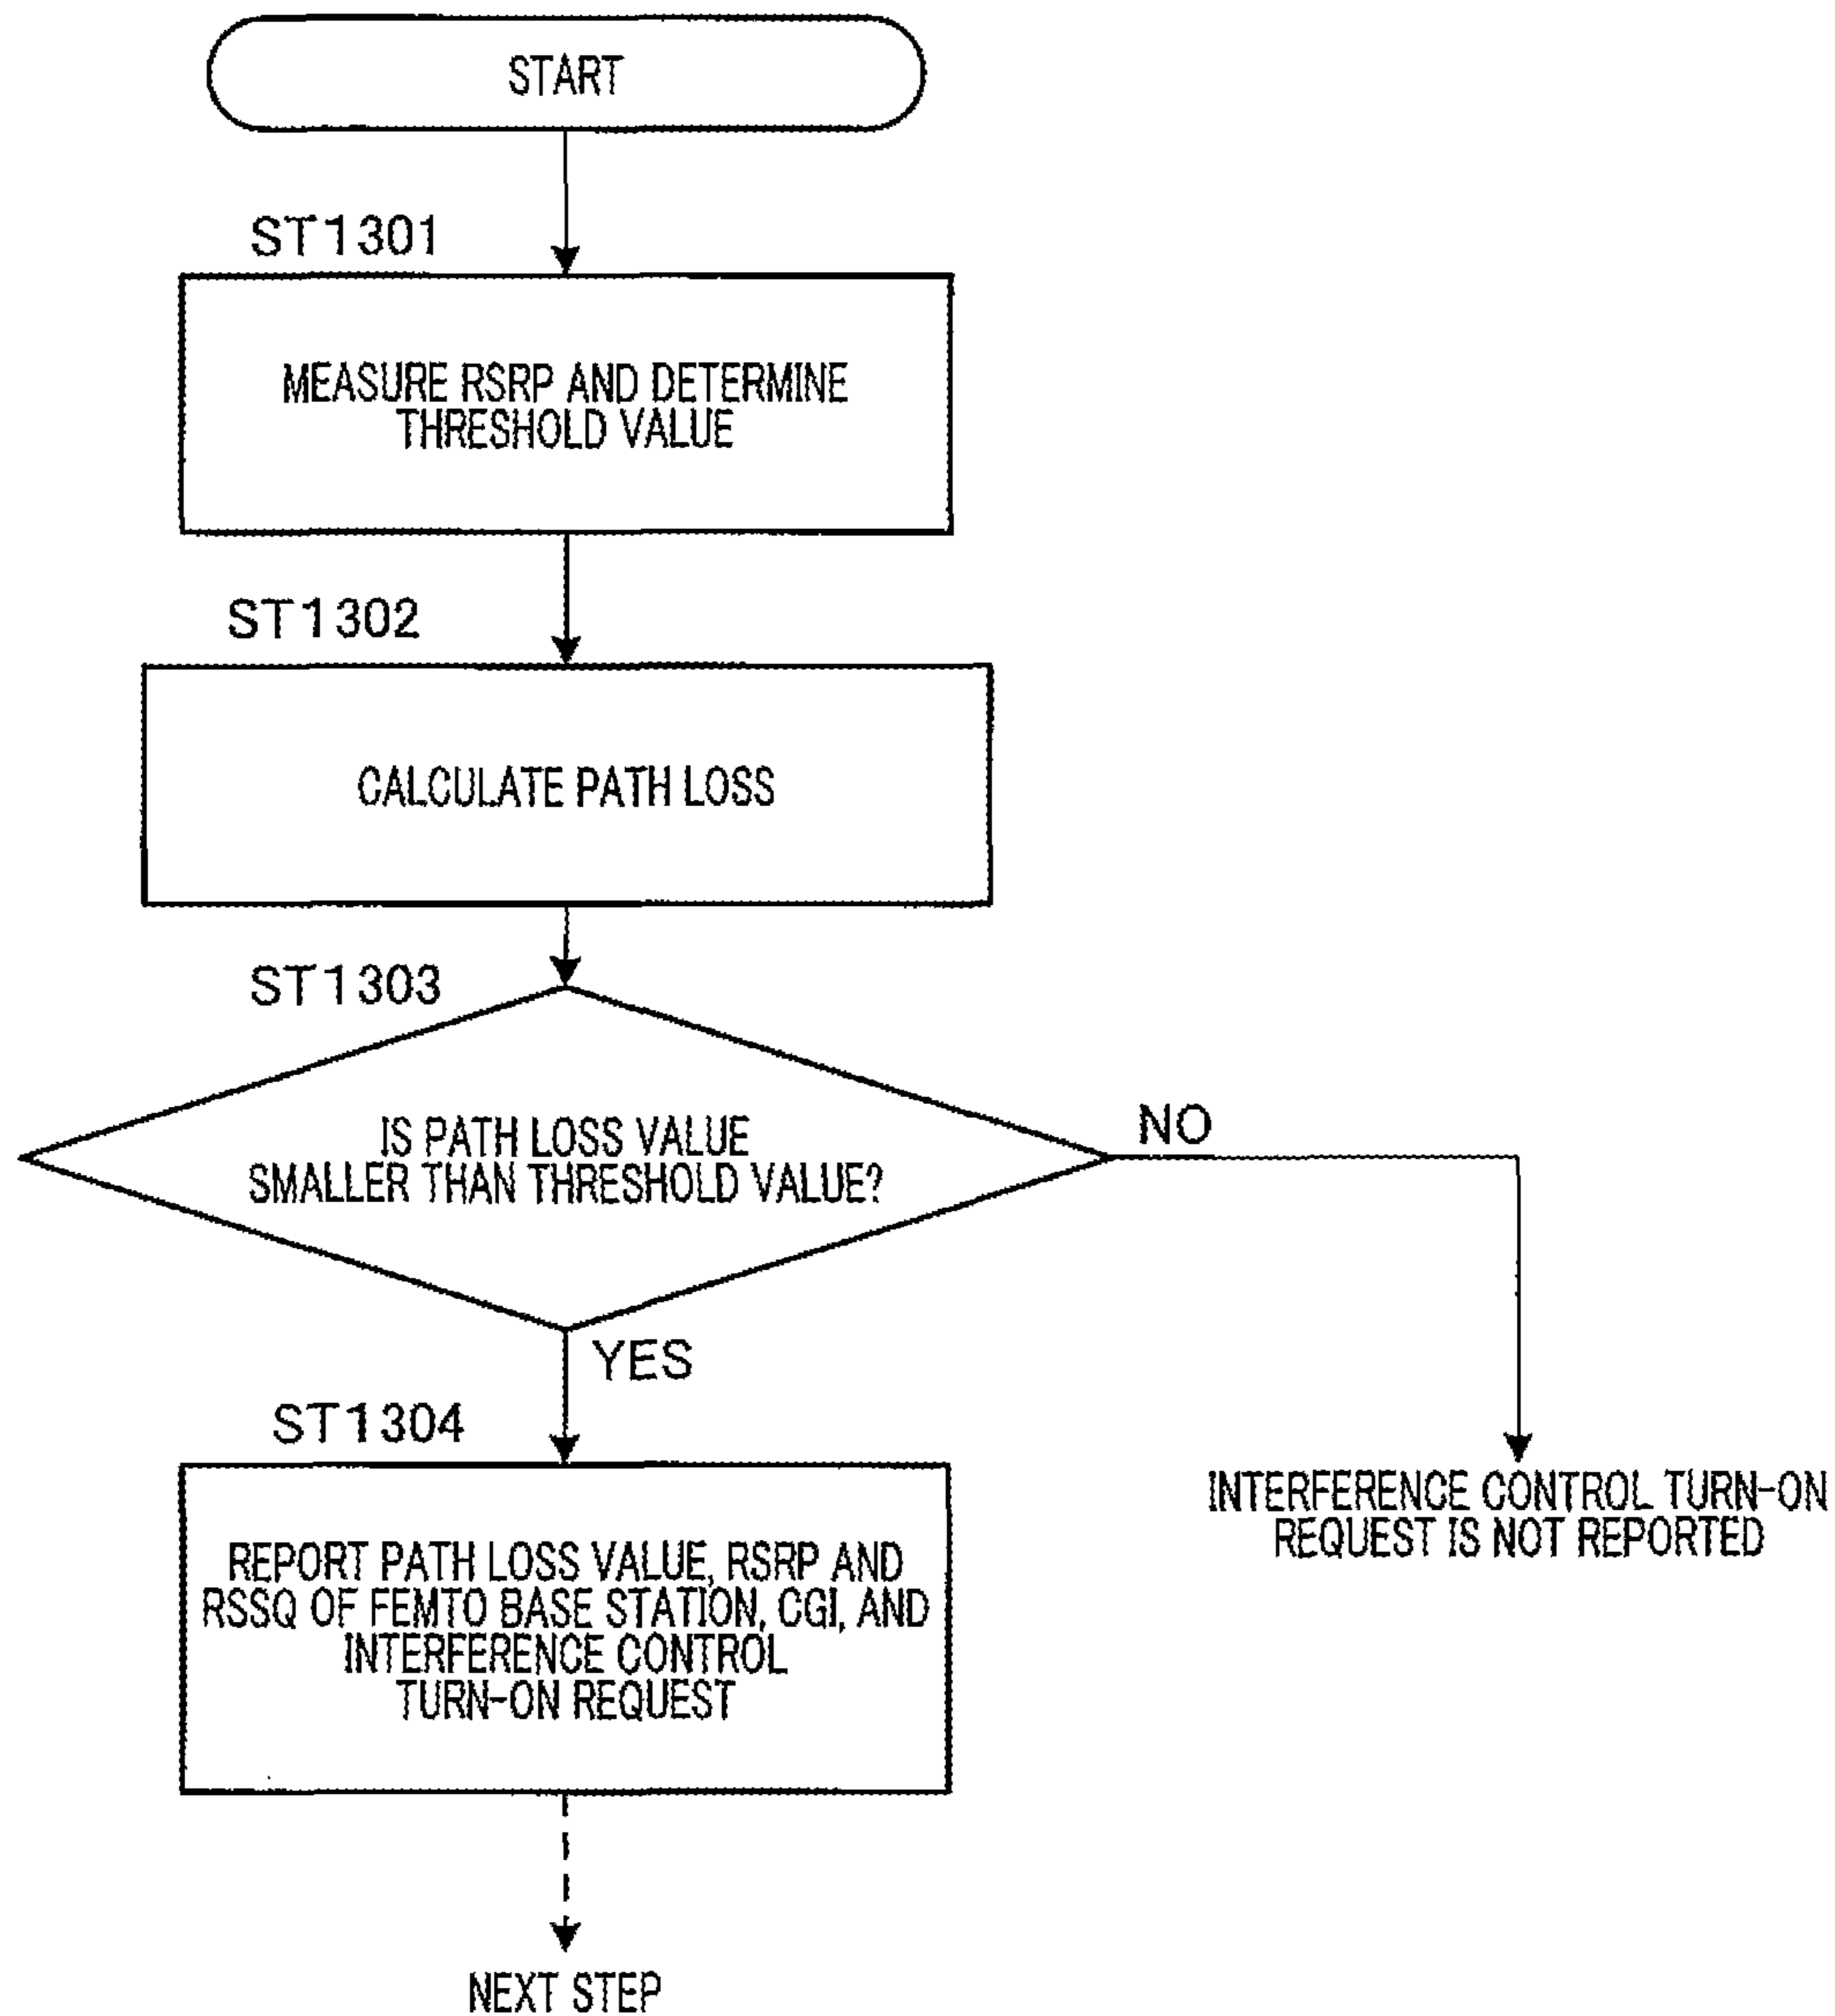 START
ST1301
MEASURE RSRP AND DETERMINE
THRESHOLD VALUE
ST1302
CALCULATE PATH LOSS
ST1303
IS PATH LOSS VALUE
SMALLER THAN THRESHOLD VALUE?
NO
YES
ST1304
REPORT PATH LOSS VALUE, RSRP AND
RSSQ OF FEMTO BASE STATION, CGI, AND
INTERFERENCE CONTROL
TURN-ON REQUEST
INTERFERENCE CONTROL TURN-ON
REQUEST IS NOT REPORTED
NEXT STEP